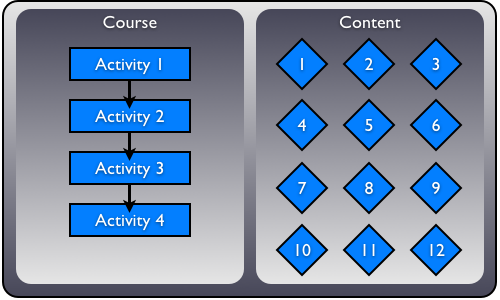 Course
Activity 1
Activity 2
Activity 3
Activity 4
Content
1 2 3
4 5 6
7 8 9
10 11 12